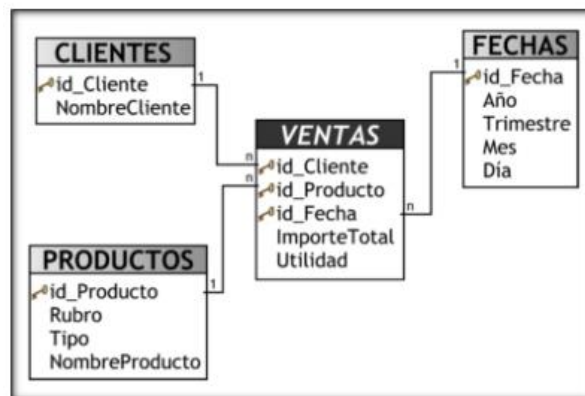 CLIENTES
id_Cliente
NombreCliente
1
FECHAS
1
id_Fecha
Año
Trimestre
Mes
Día
VENTAS
n
id_Cliente
n
id_Producto
id_Fecha
n
ImporteTotal
Utilidad
PRODUCTOS
id_Producto
1
Rubro
Tipo
NombreProducto